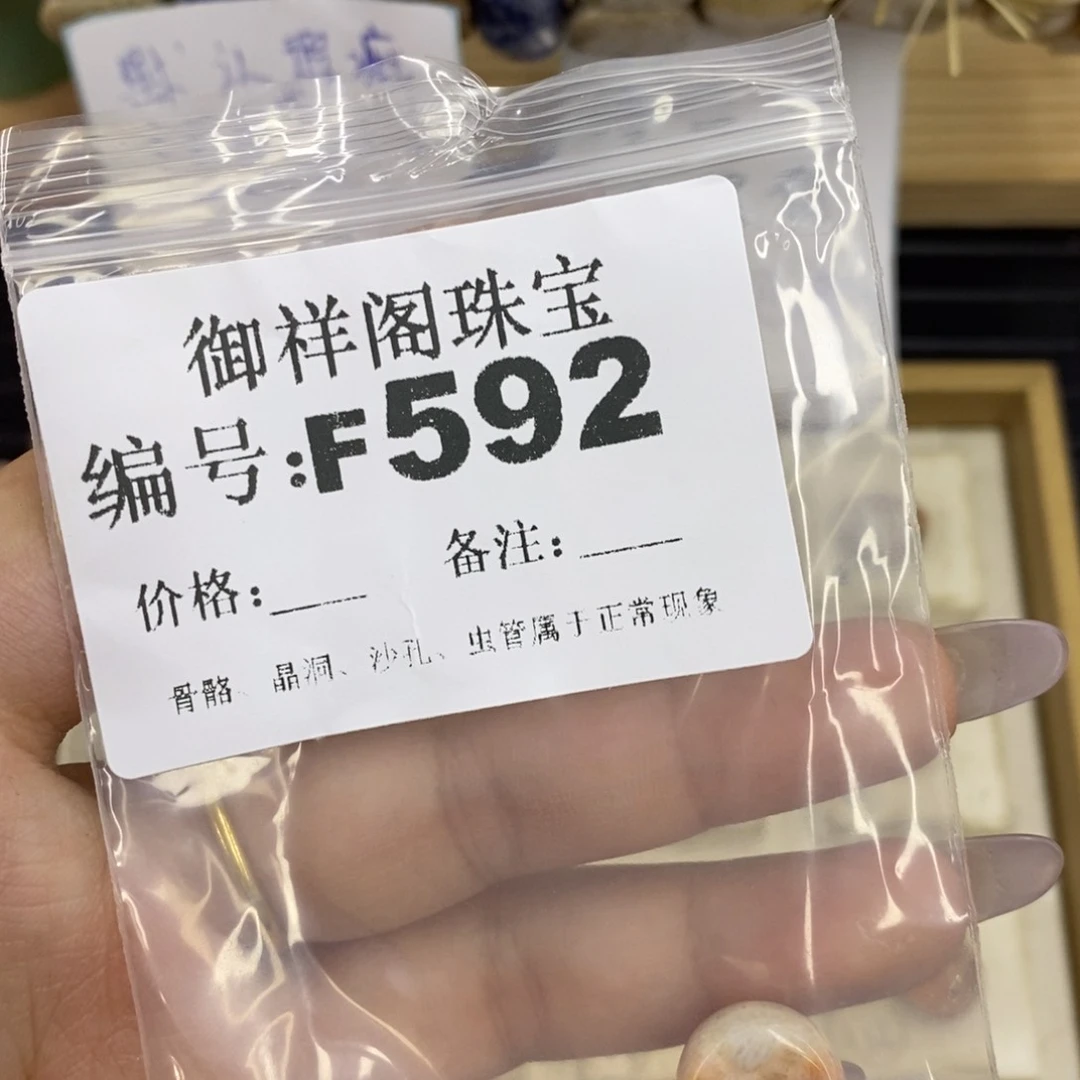 御祥阁珠宝
编号:F592
价格:___ 备注:____
骨骼、晶洞、沙孔、虫管属于正常现象